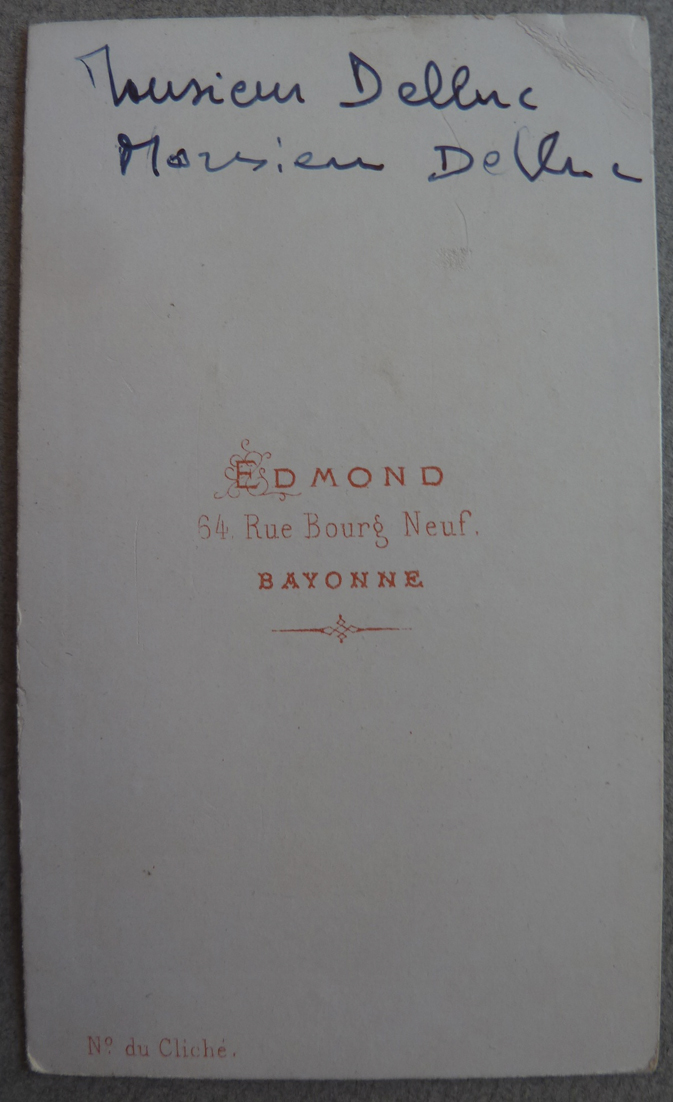 Monsieur Delluc
Monsieur Delluc
EDMOND
64. Rue Bourg Neuf.
BAYONNE
Nº du Cliché.